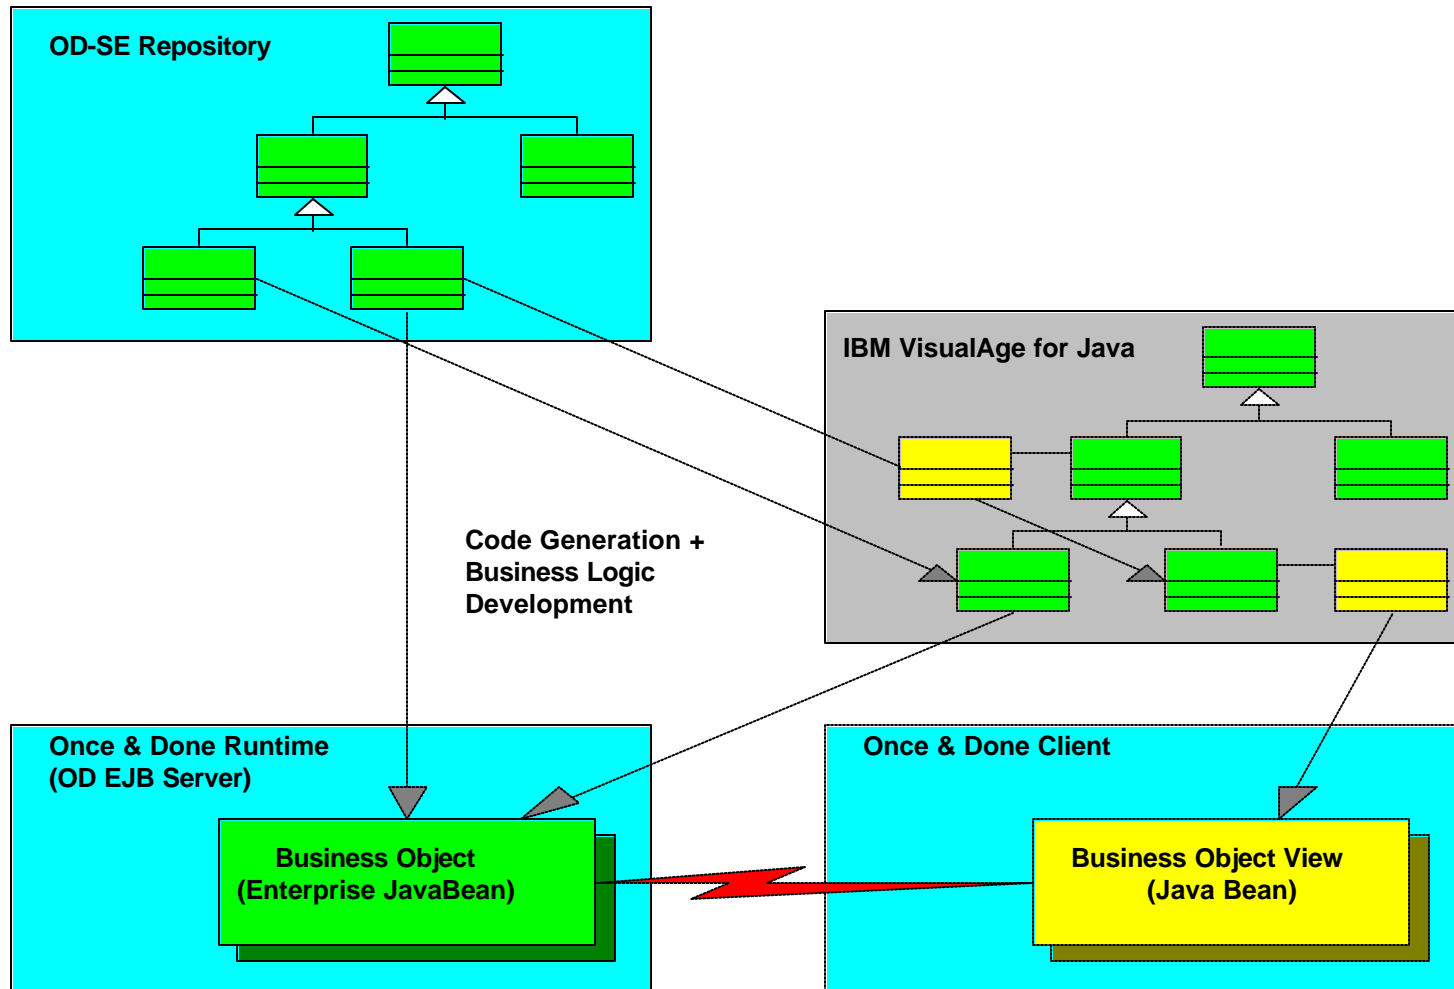 OD-SE Repository
IBM VisualAge for Java
Code Generation +
Business Logic
Development
Once & Done Runtime
(OD EJB Server)
Business Object
(Enterprise JavaBean)
Once & Done Client
Business Object View
(Java Bean)